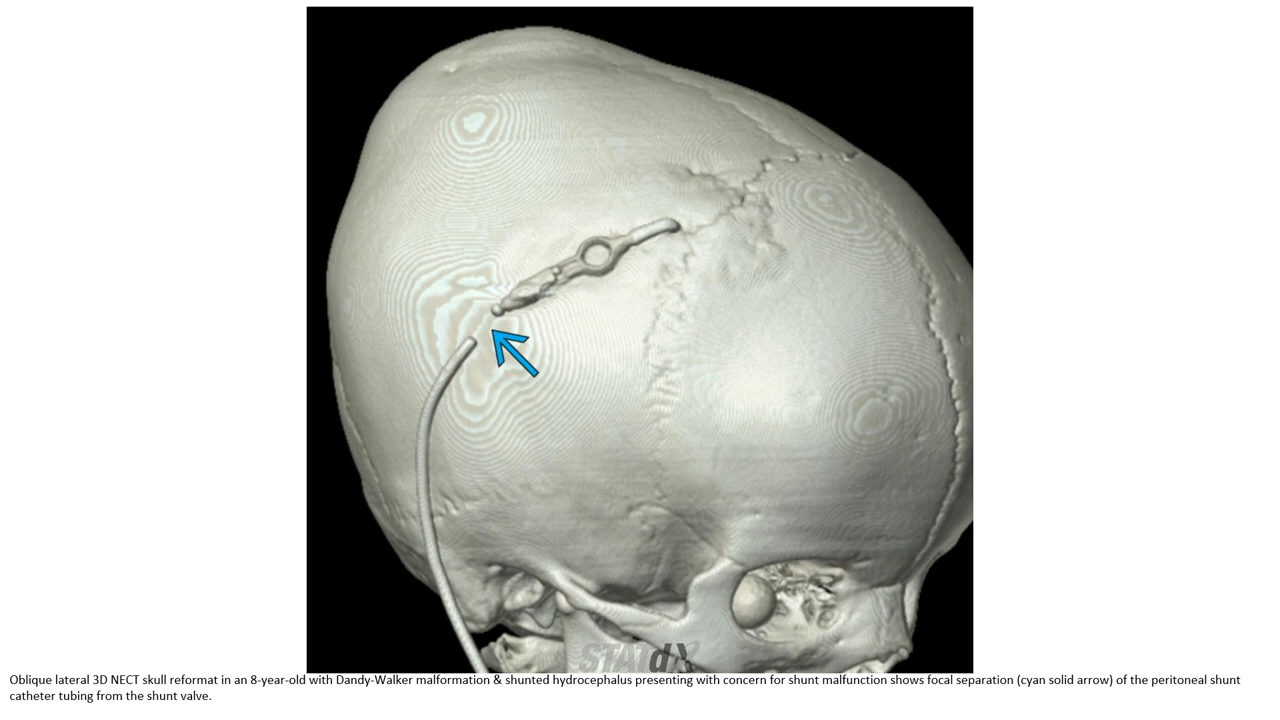 STATdX
Oblique lateral 3D NECT skull reformat in an 8-year-old with Dandy-Walker malformation & shunted hydrocephalus presenting with concern for shunt malfunction shows focal separation (cyan solid arrow) of the peritoneal shunt
catheter tubing from the shunt valve.